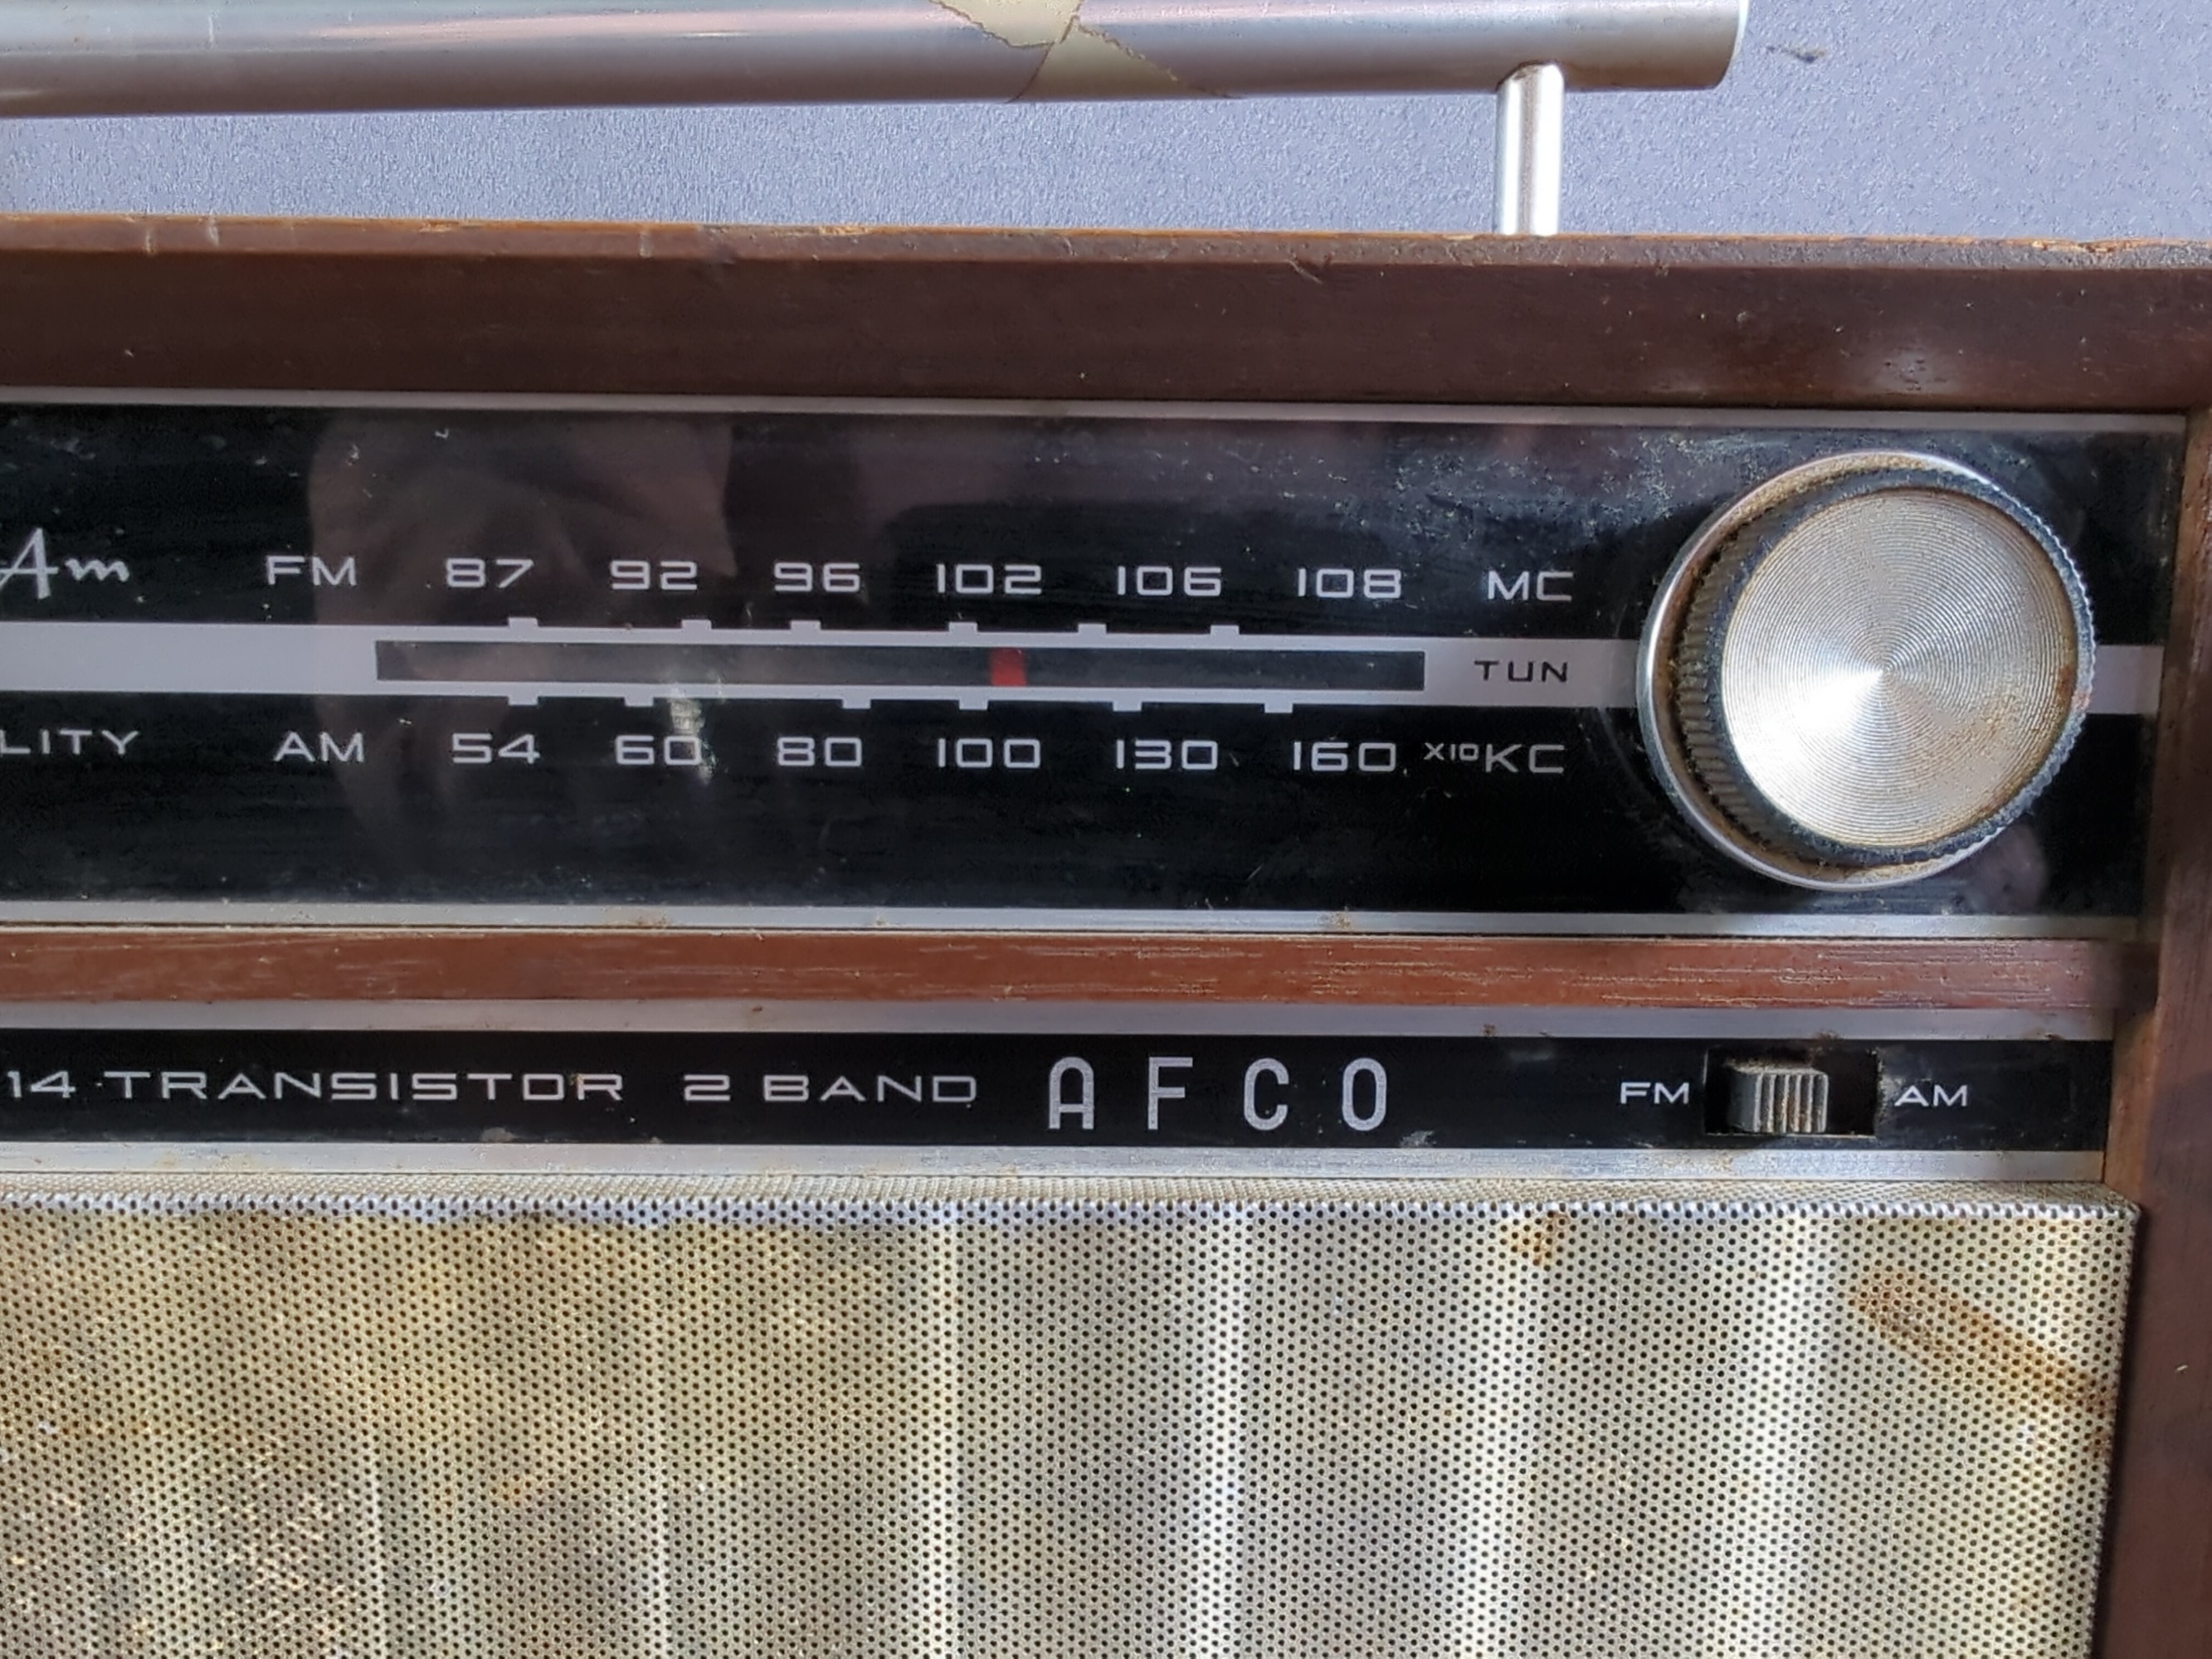 Am FM 87 92 96 102 106 108 MC
TUN
LITY AM 54 60 80 100 130 160 X10KC
14 TRANSISTOR 2 BAND AFCO FM AM